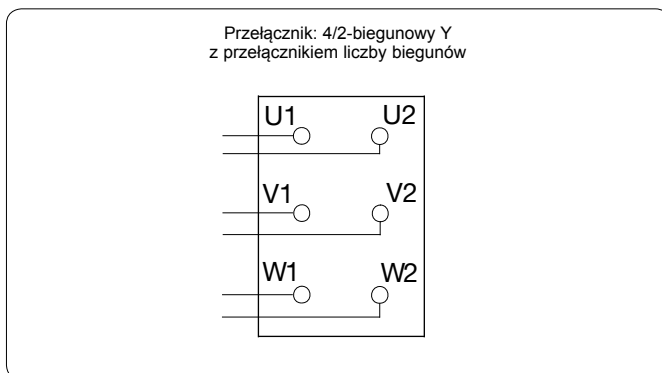 Przełącznik: 4/2-biegunowy Y
z przełącznikiem liczby biegunów
U1 U2
V1 V2
W1 W2